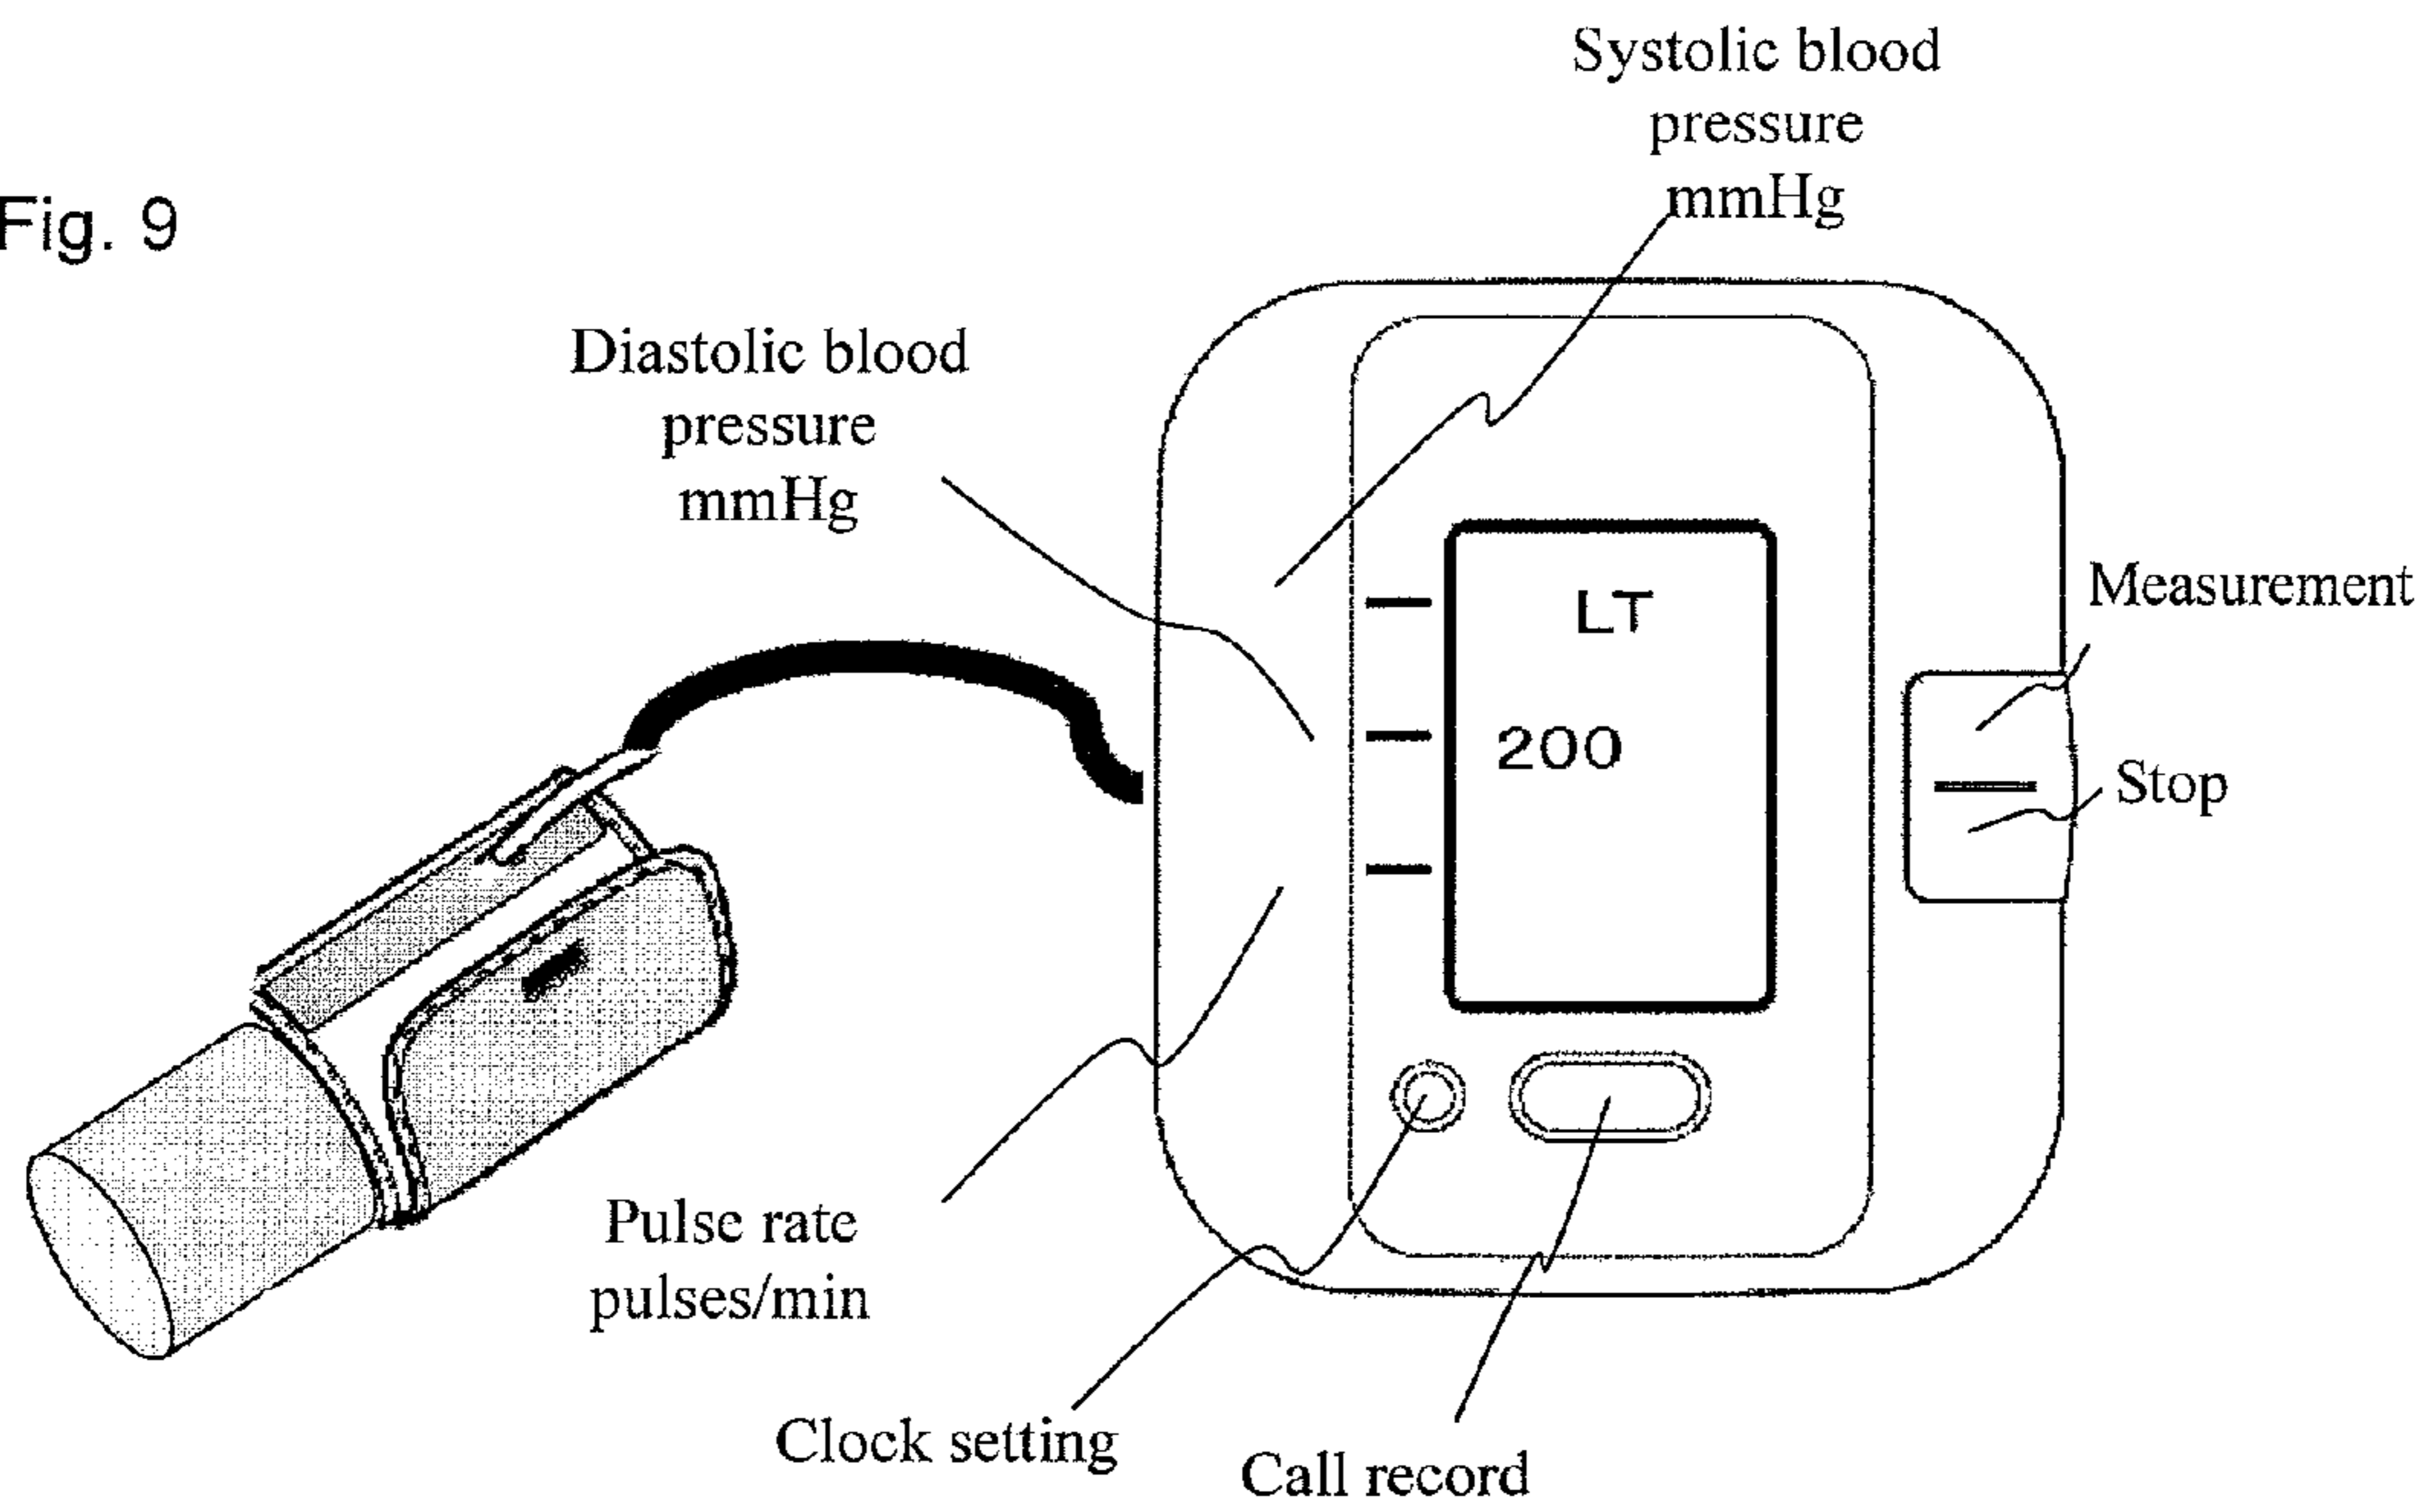 Fig. 9
Systolic blood
pressure
mmHg
Diastolic blood
pressure
mmHg
LT
200
Measurement
Stop
Pulse rate
pulses/min
Clock setting
Call record